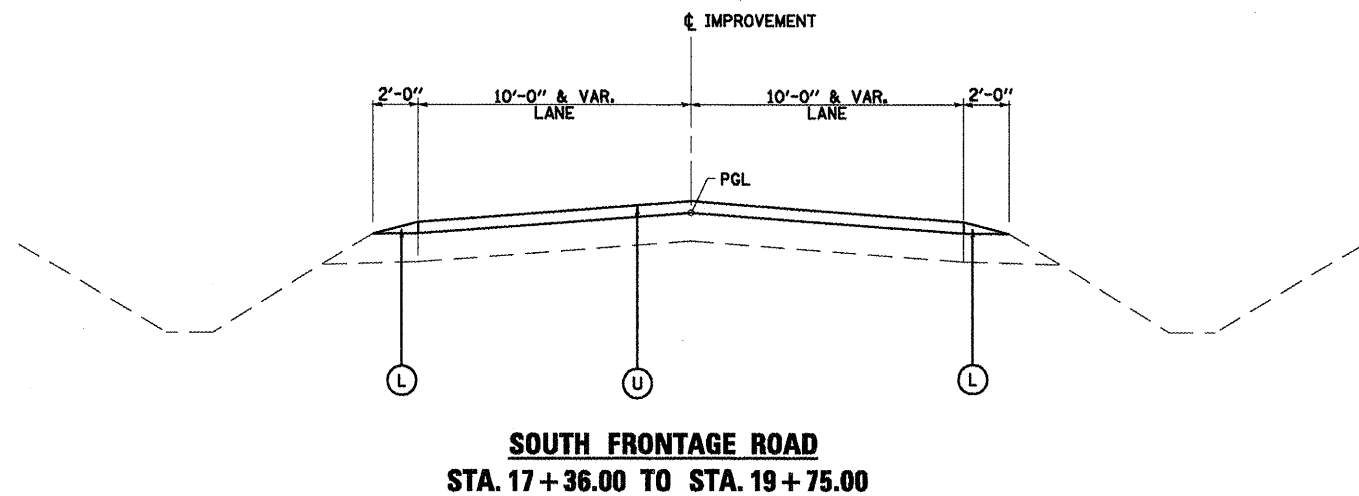 ℄ IMPROVEMENT
2'-0" 10'-0" & VAR. 10'-0" & VAR. 2'-0"
LANE LANE
PGL
L U L
SOUTH FRONTAGE ROAD
STA. 17+36.00 TO STA. 19+75.00